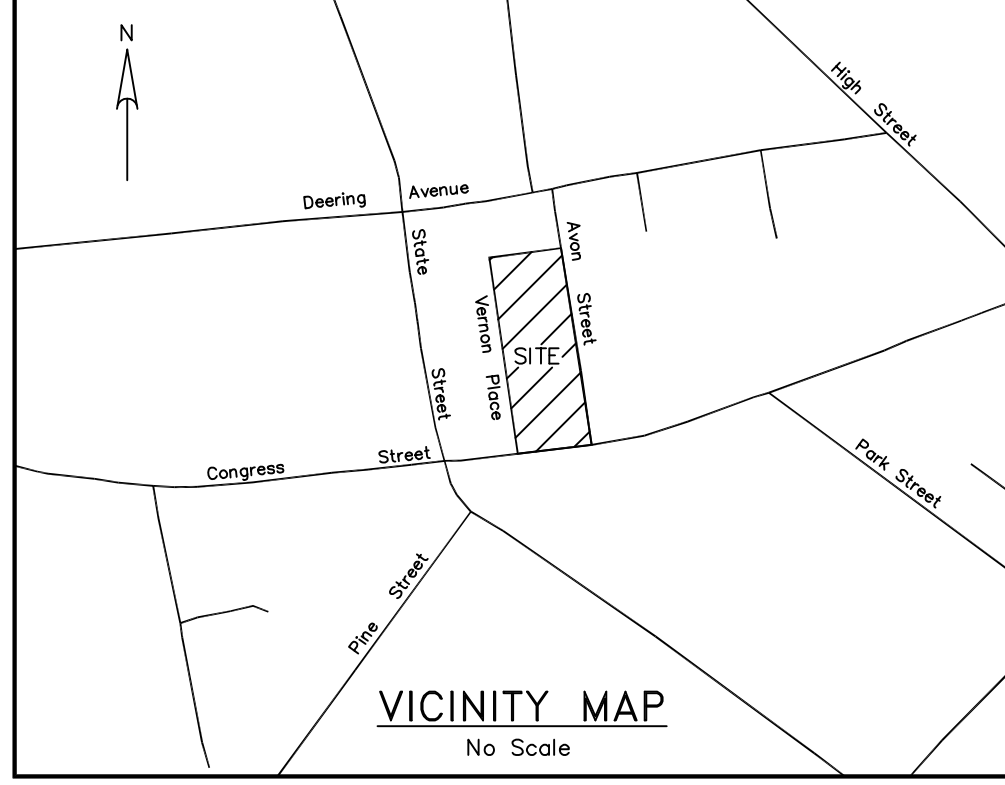 N
High Street
Deering Avenue
State Street
Avon Street
Vernon Place
SITE
Congress Street
Park Street
Pine Street
VICINITY MAP
No Scale